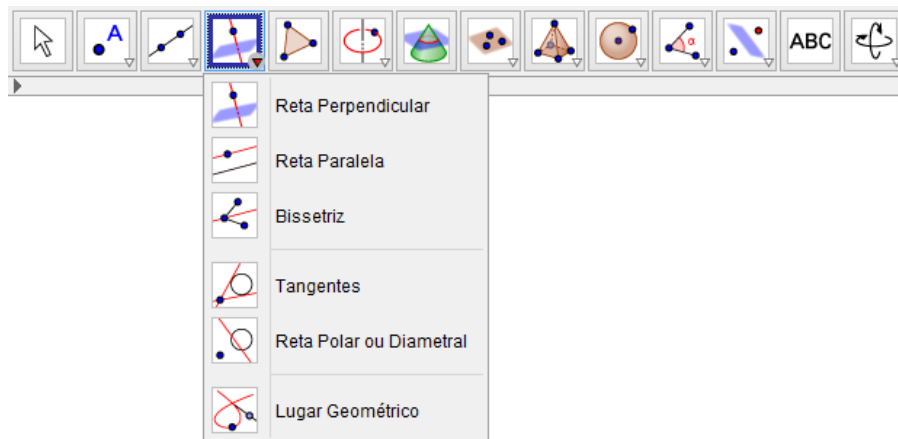 A
α
ABC
Reta Perpendicular
Reta Paralela
Bissetriz
Tangentes
Reta Polar ou Diametral
Lugar Geométrico